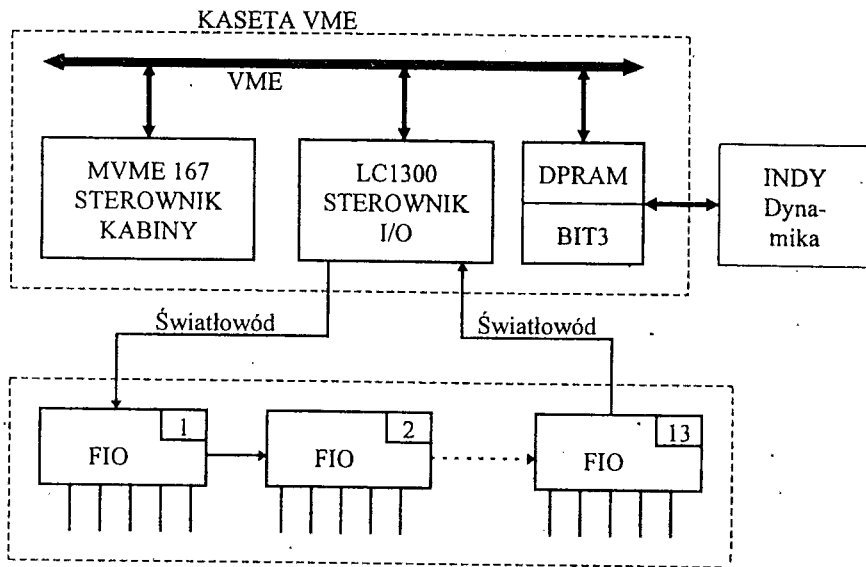 KASETA VME
VME
MVME 167
STEROWNIK
KABINY
LC1300
STEROWNIK
I/O
DPRAM
BIT3
INDY
Dyna-
mika
Światłowód
Światłowód
1
FIO
2
FIO
13
FIO